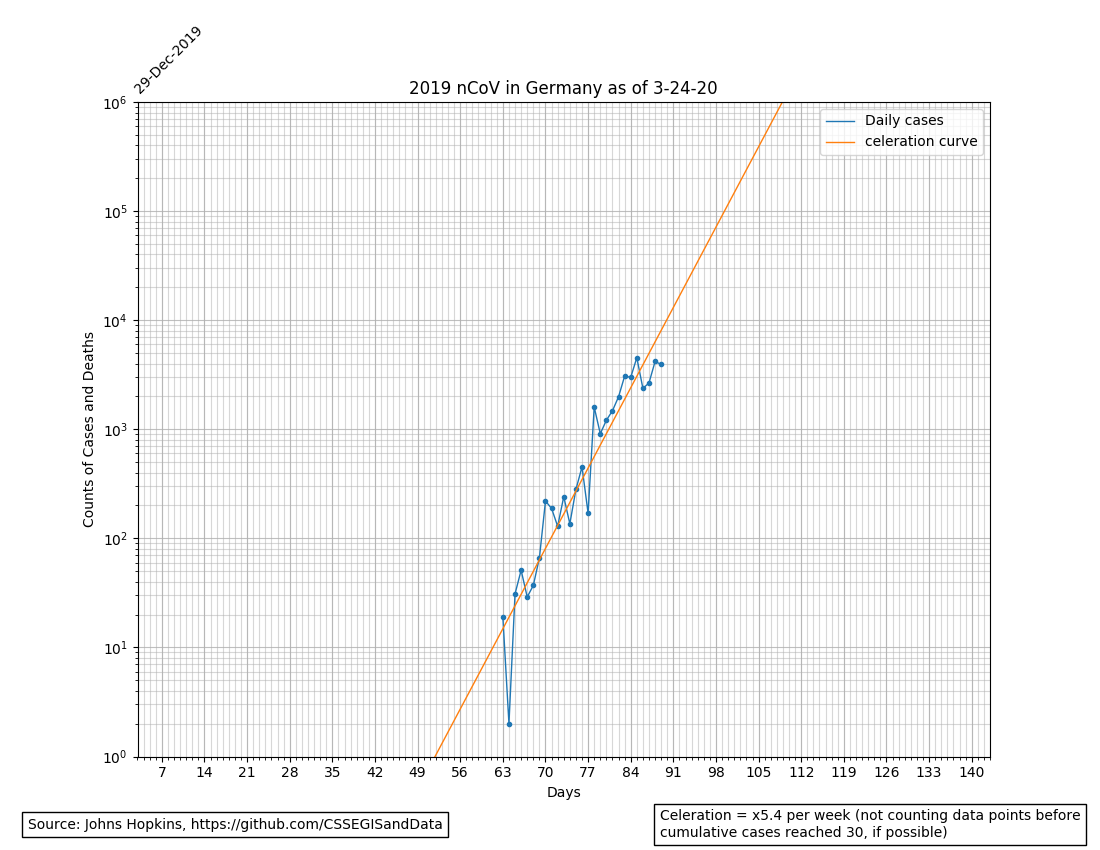 29-Dec-2019
2019 nCoV in Germany as of 3-24-20
Daily cases
celeration curve
Counts of Cases and Deaths
10^6
10^5
10^4
10^3
10^2
10^1
10^0
7 14 21 28 35 42 49 56 63 70 77 84 91 98 105 112 119 126 133 140
Days
Source: Johns Hopkins, https://github.com/CSSEGISandData
Celeration = x5.4 per week (not counting data points before
cumulative cases reached 30, if possible)